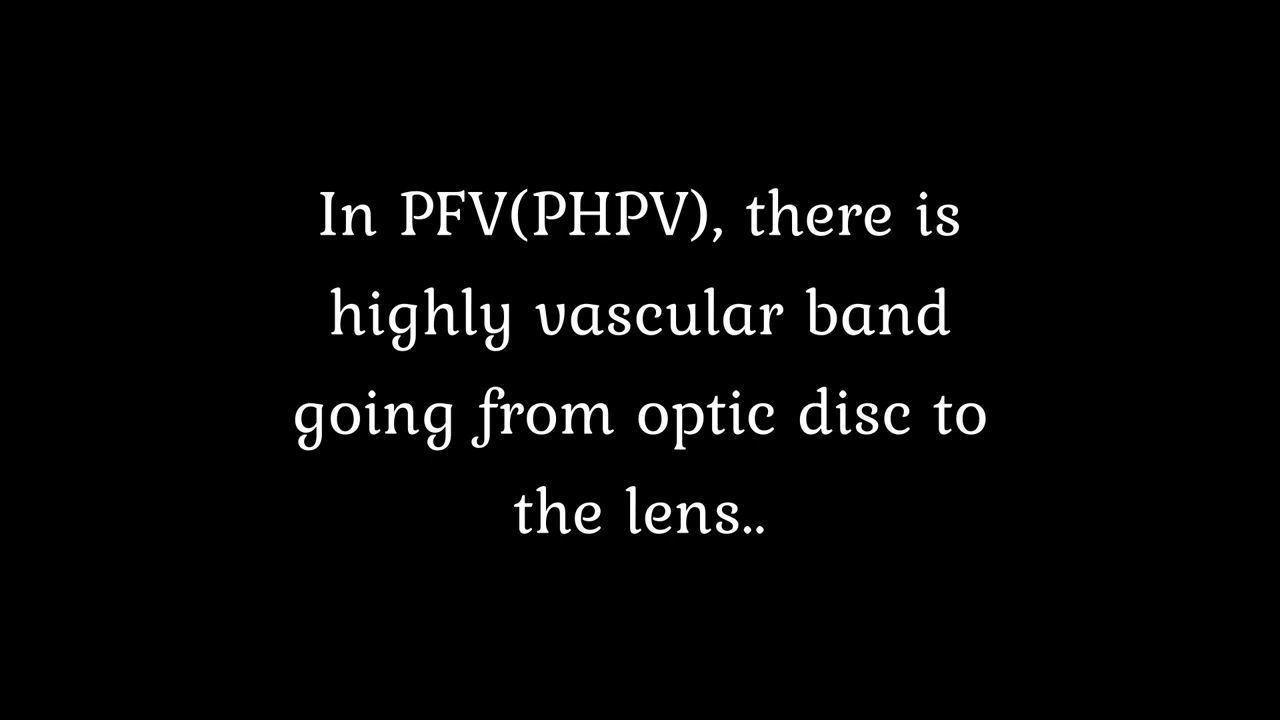 In PFV(PHPV), there is
highly vascular band
going from optic disc to
the lens..